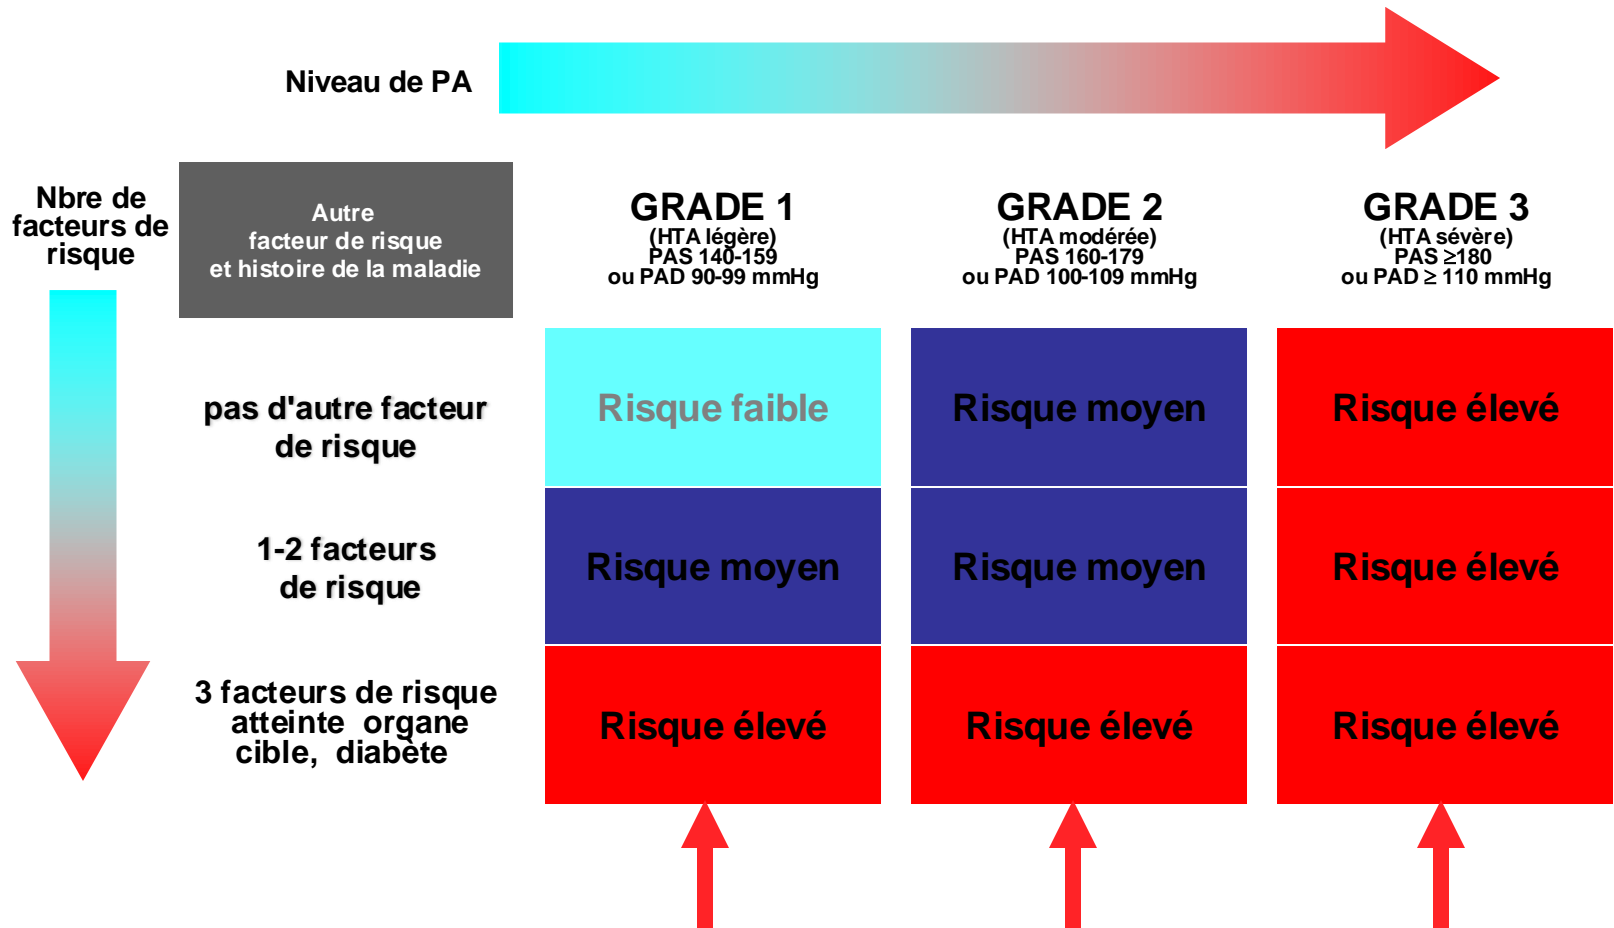 Niveau de PA
Nbre de
facteurs de
risque
Autre
facteur de risque
et histoire de la maladie
GRADE 1
(HTA légère)
PAS 140-159
ou PAD 90-99 mmHg
GRADE 2
(HTA modérée)
PAS 160-179
ou PAD 100-109 mmHg
GRADE 3
(HTA sévère)
PAS ≥180
ou PAD ≥ 110 mmHg
pas d'autre facteur
de risque
Risque faible
Risque moyen
Risque élevé
1-2 facteurs
de risque
Risque moyen
Risque moyen
Risque élevé
3 facteurs de risque
atteinte organe
cible, diabète
Risque élevé
Risque élevé
Risque élevé